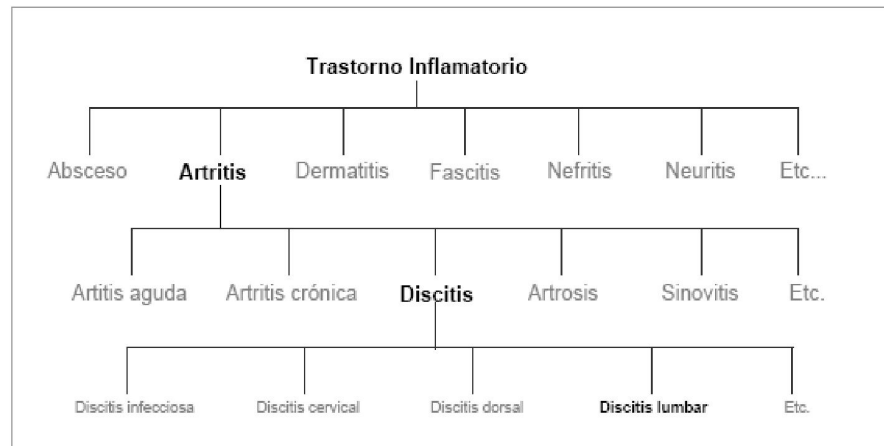 Trastorno Inflamatorio
Absceso Artritis Dermatitis Fascitis Nefritis Neuritis Etc...
Artitis aguda Artritis crónica Discitis Artrosis Sinovitis Etc.
Discitis infecciosa Discitis cervical Discitis dorsal Discitis lumbar Etc.